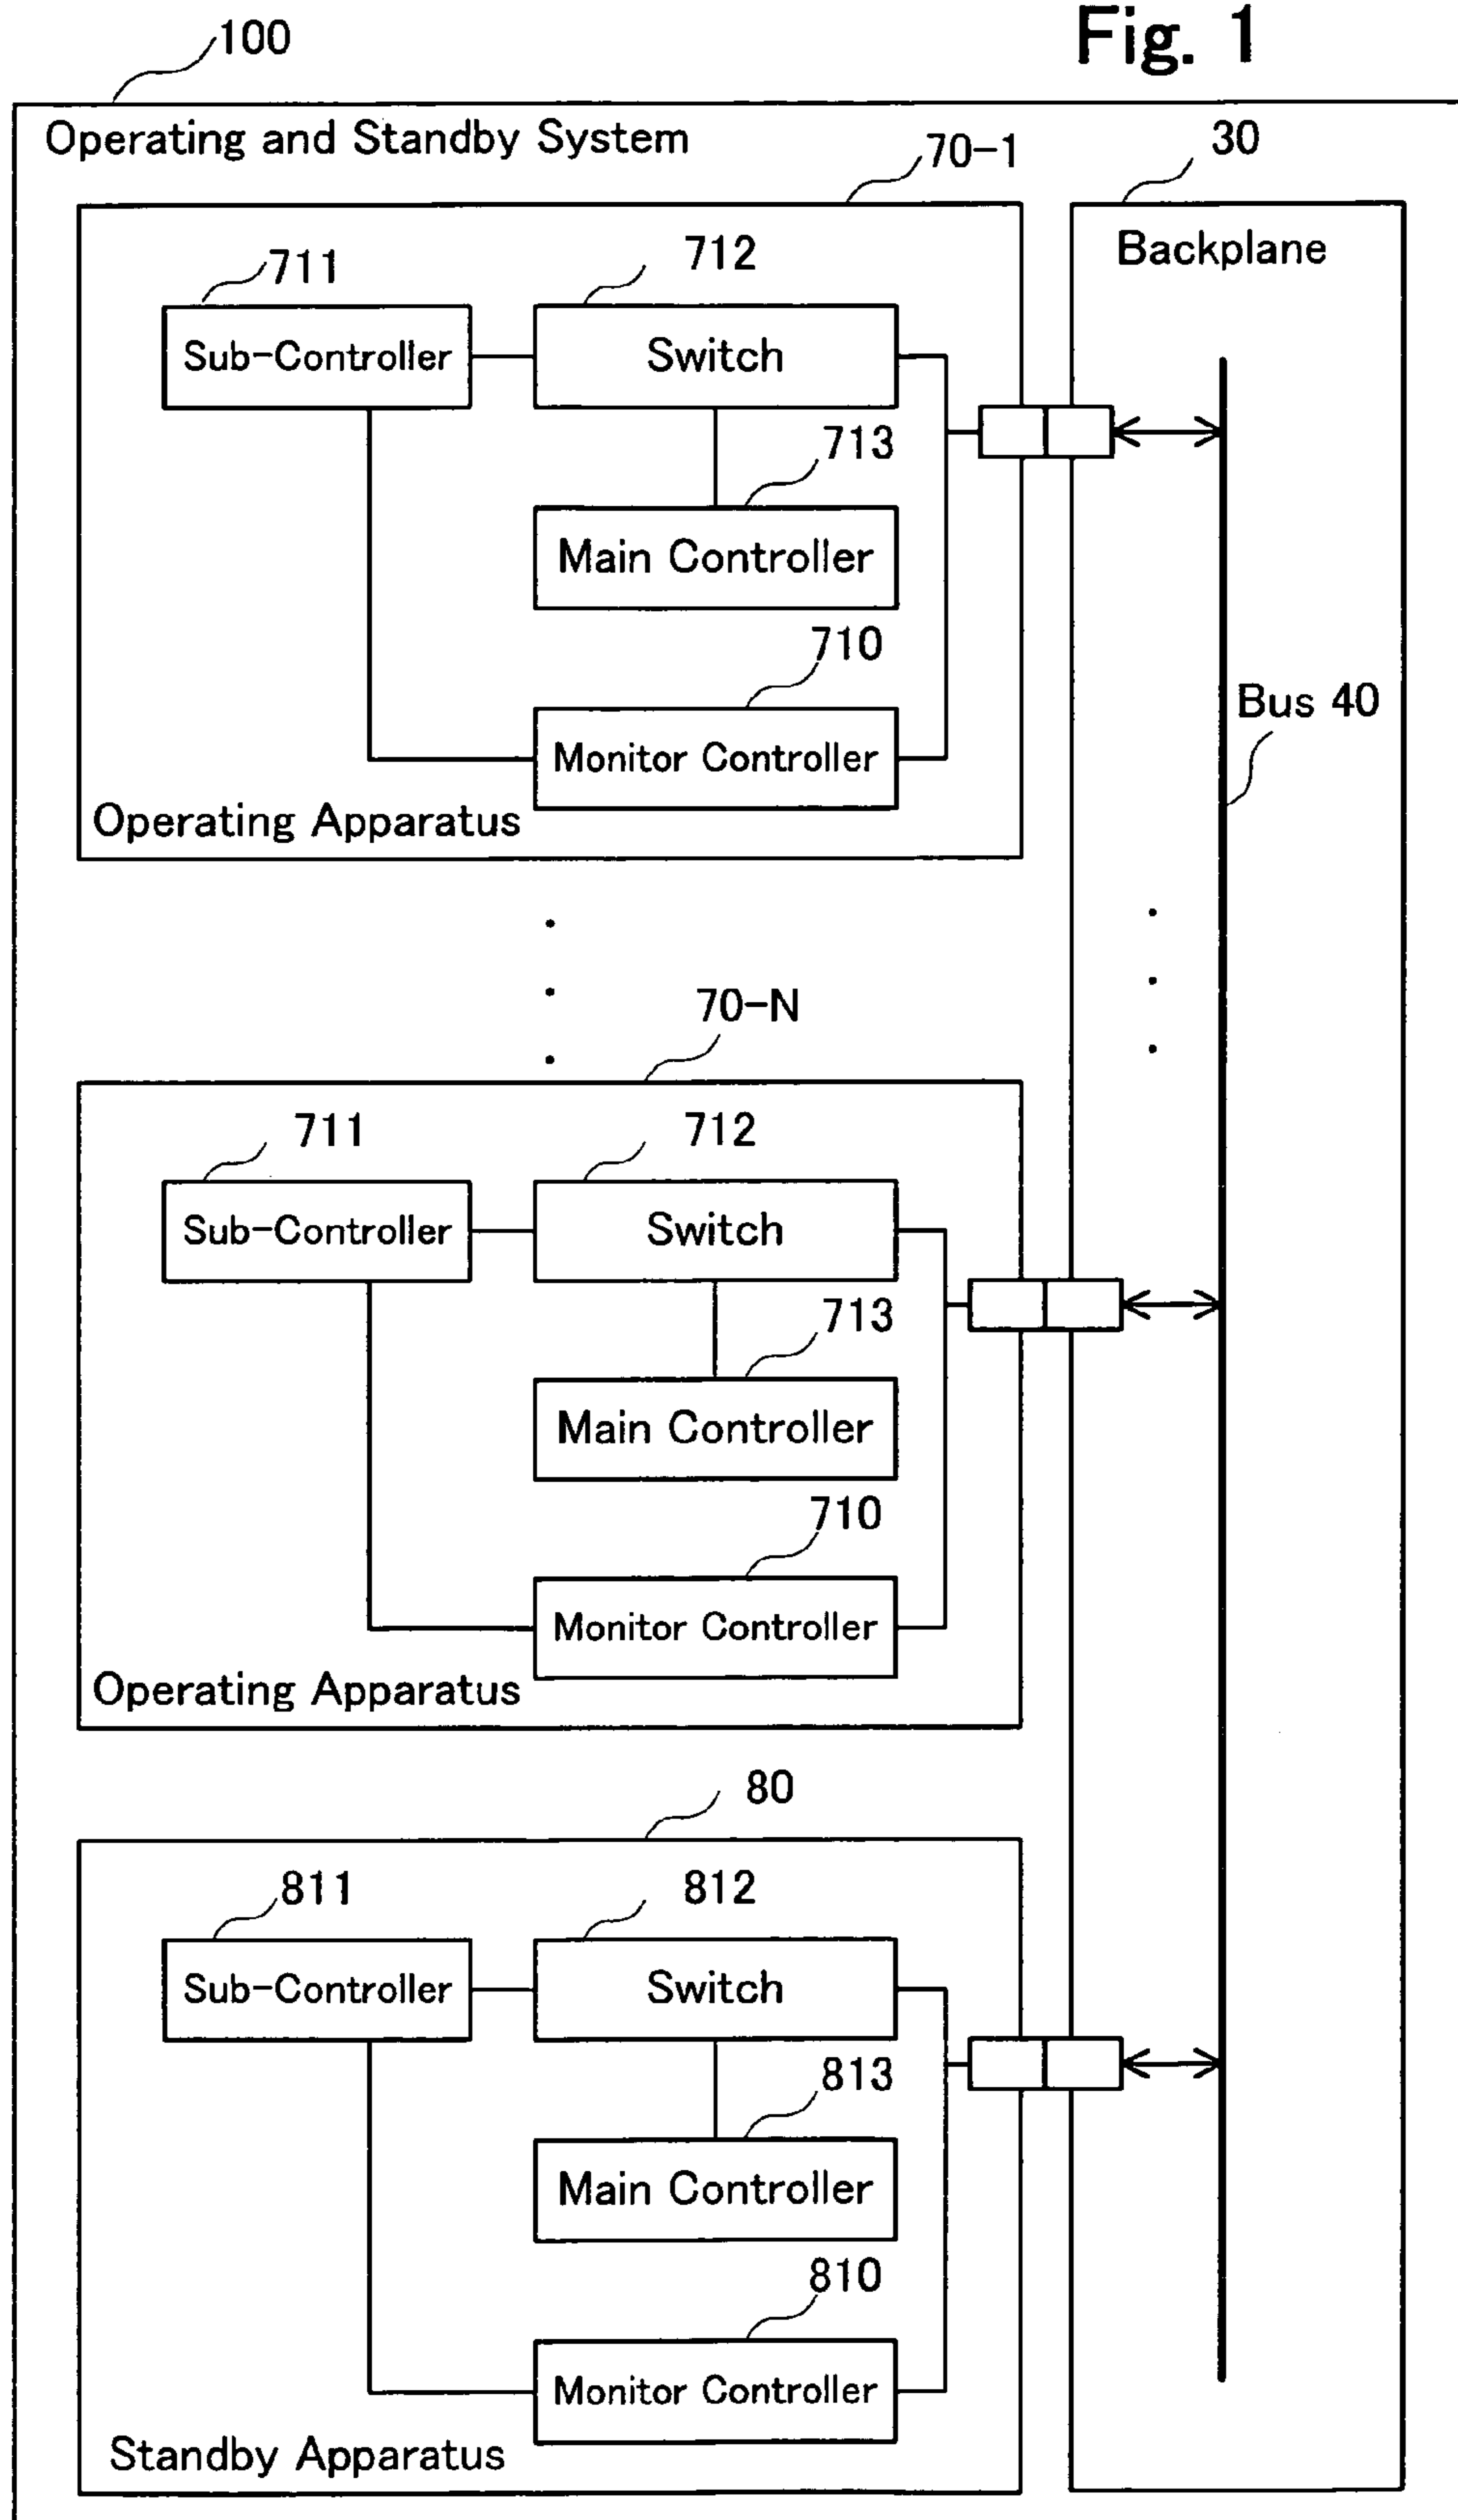 Fig. 1
100
Operating and Standby System
70-1
30
Backplane
711
712
Sub-Controller
Switch
713
Main Controller
710
Bus 40
Monitor Controller
Operating Apparatus
70-N
711
712
Sub-Controller
Switch
713
Main Controller
710
Monitor Controller
Operating Apparatus
80
811
812
Sub-Controller
Switch
813
Main Controller
810
Monitor Controller
Standby Apparatus